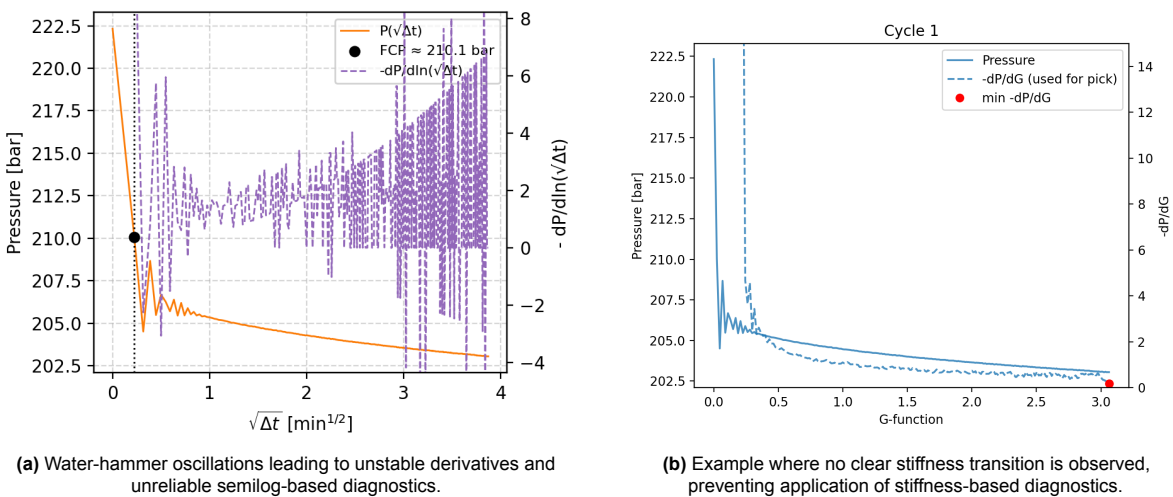 P(√Δt)
FCP ≈ 210.1 bar
-dP/dln(√Δt)
222.5
220.0
217.5
215.0
212.5
210.0
207.5
205.0
202.5
Pressure [bar]
8
6
4
2
0
−2
−4
- dP/dln(√Δt)
0 1 2 3 4
√Δt [min1/2]
(a) Water-hammer oscillations leading to unstable derivatives and
unreliable semilog-based diagnostics.
Cycle 1
Pressure
-dP/dG (used for pick)
min -dP/dG
222.5
220.0
217.5
215.0
212.5
210.0
207.5
205.0
202.5
Pressure [bar]
14
12
10
8
6
4
2
0
-dP/dG
0.0 0.5 1.0 1.5 2.0 2.5 3.0
G-function
(b) Example where no clear stiffness transition is observed,
preventing application of stiffness-based diagnostics.